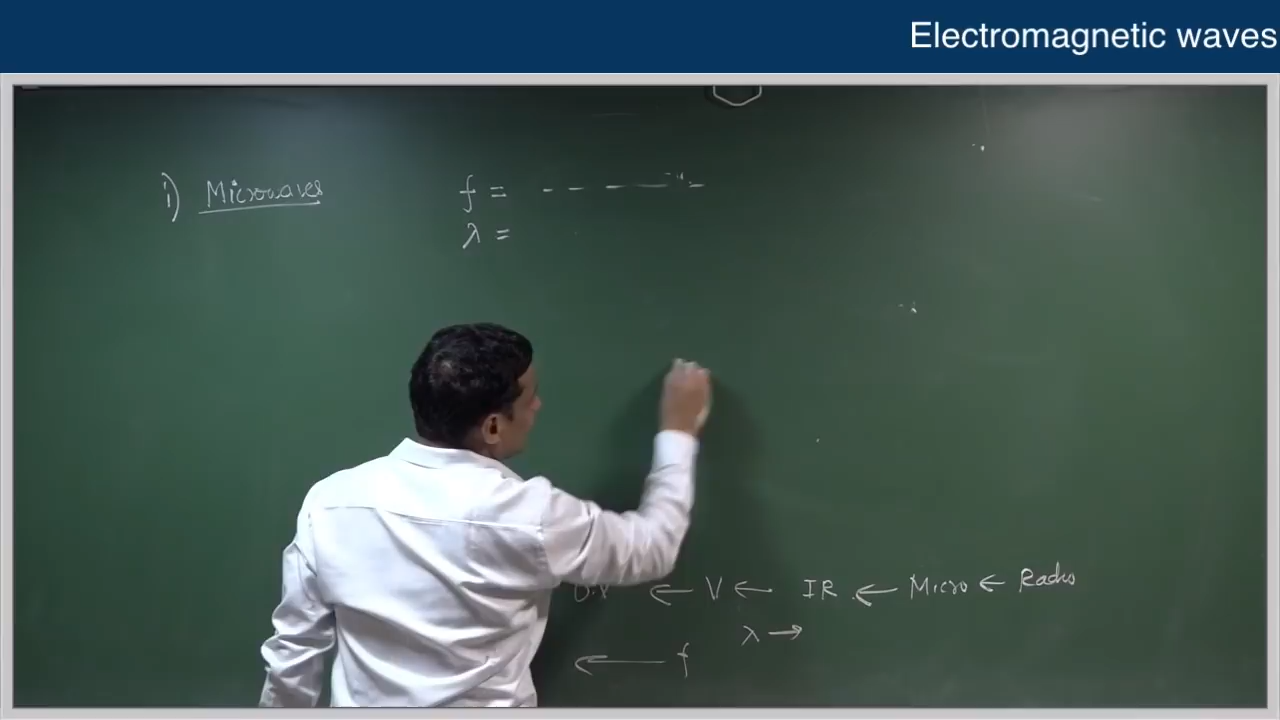 Electromagnetic waves
i) Microwaves f = -- -- ----
λ =
U.V ← V ← IR ← Micro ← Radio
λ →
← f